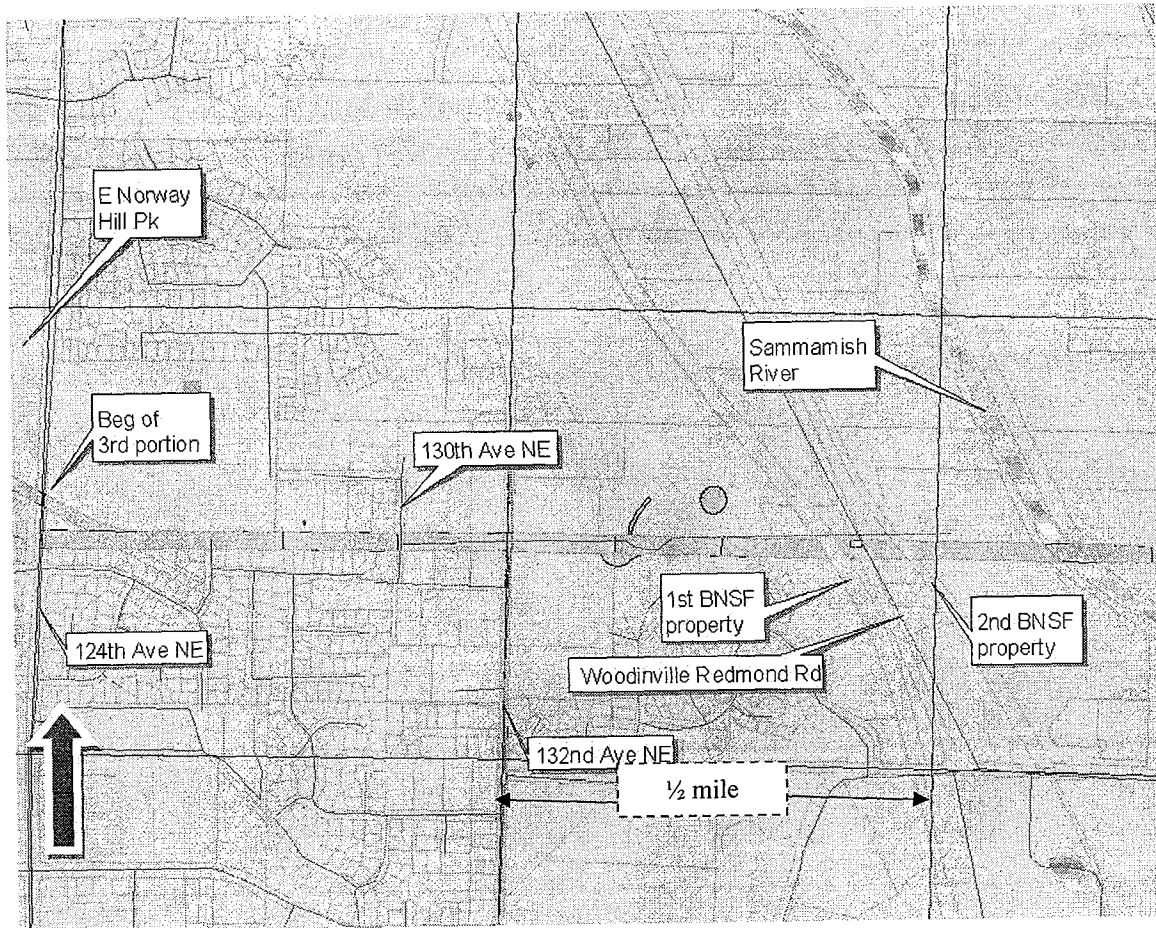 E Norway
Hill Pk
Sammamish
River
Beg of
3rd portion
130th Ave NE
1st BNSF
property
2nd BNSF
property
124th Ave NE
Woodinville Redmond Rd
132nd Ave NE
½ mile